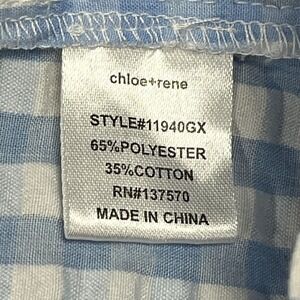 chloe+rene
STYLE#11940GX
65%POLYESTER
35%COTTON
RN#137570
MADE IN CHINA